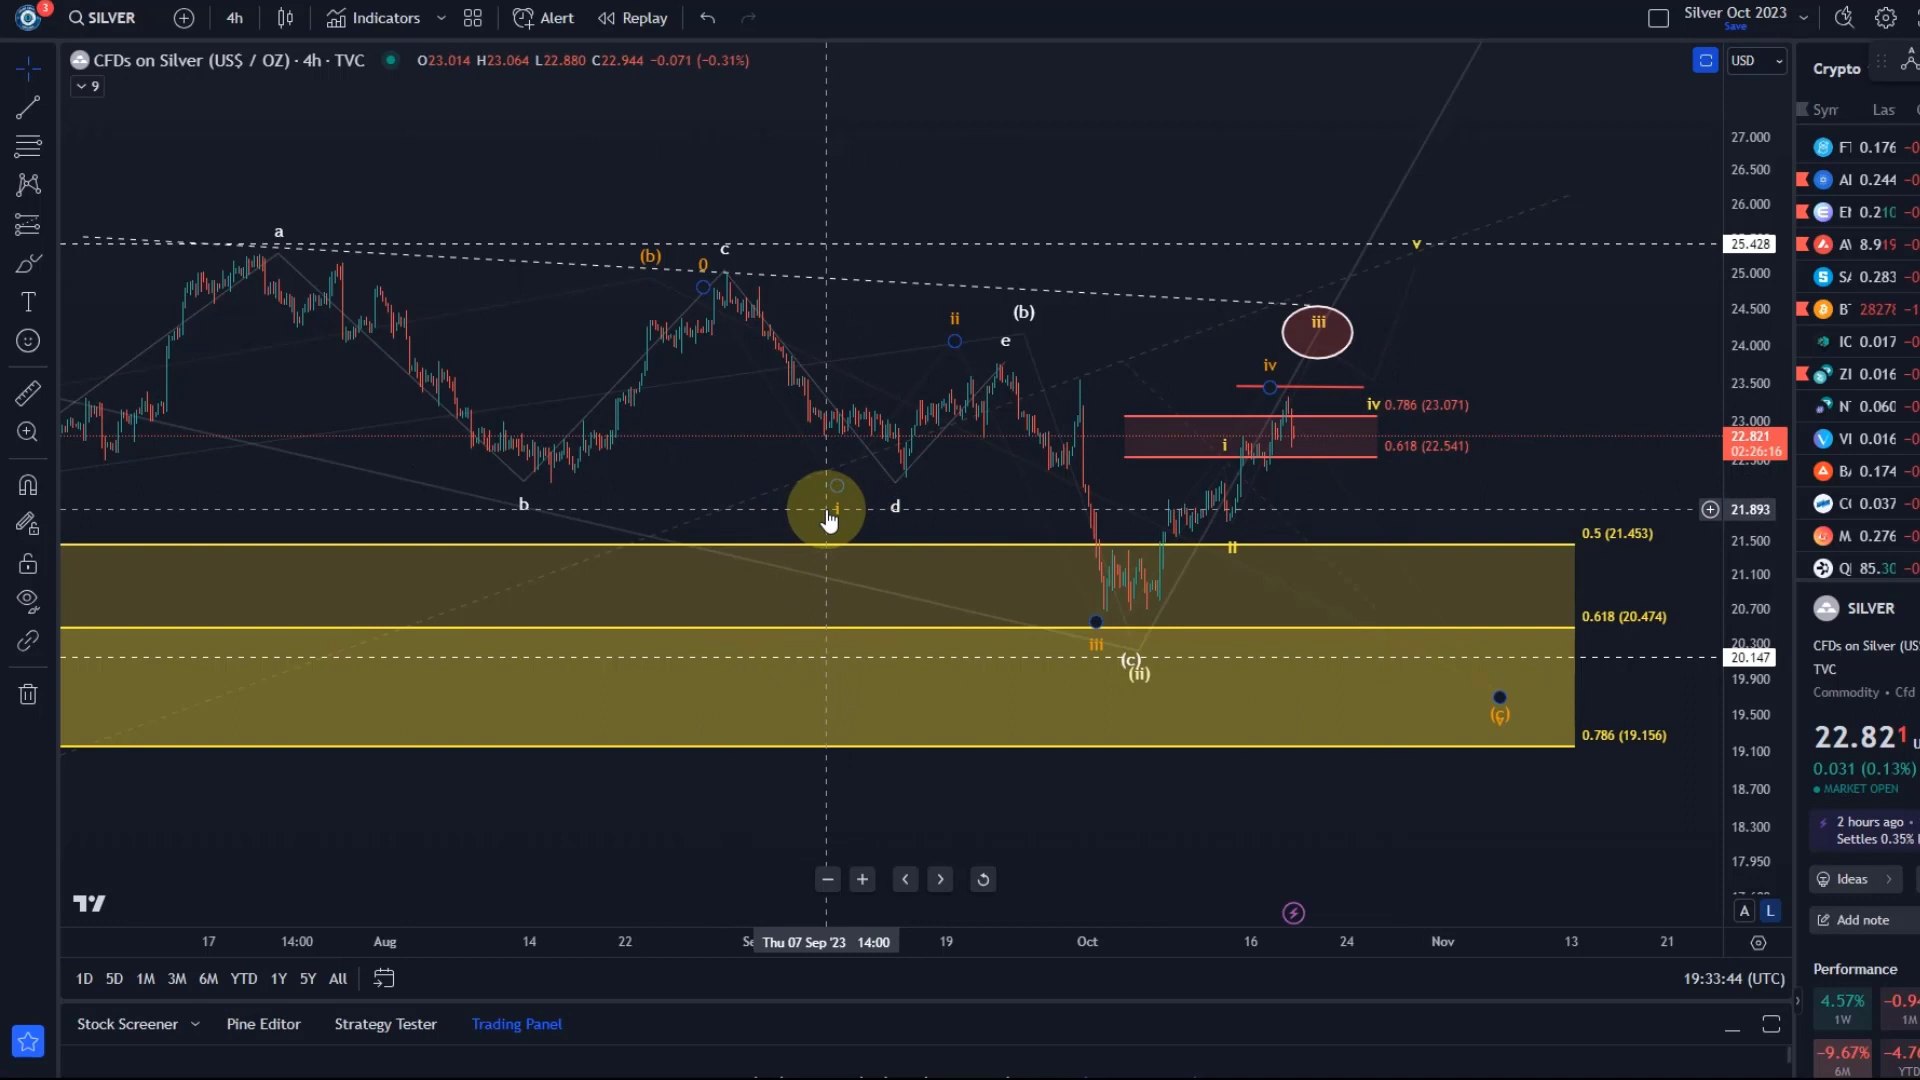 3
SILVER
4h
Indicators
Alert
Replay
Silver Oct 2023
Save
CFDs on Silver (US$ / OZ) · 4h · TVC
O23.014 H23.064 L22.880 C22.944 −0.071 (−0.31%)
9
USD
Crypto
Las
a
(b)
0
c
ii
(b)
e
iii
v
iv
iv 0.786 (23.071)
i
0.618 (22.541)
b
d
i
ii
0.5 (21.453)
0.618 (20.474)
iii
(c)
(ii)
(c)
v
0.786 (19.156)
27.000
26.500
26.000
25.428
25.000
24.500
24.000
23.500
23.000
22.821
02:26:16
21.893
21.500
21.100
20.700
20.300
20.147
19.900
19.500
19.100
18.700
18.300
17.950
A
L
0.176
0.244
0.210
8.919
0.283
28278
0.017
0.016
0.060
0.016
0.174
0.037
0.276
85.30
SILVER
CFDs on Silver (US
TVC
Commodity • Cfd
22.821
0.031 (0.13%)
MARKET OPEN
2 hours ago •
Settles 0.35%
Ideas
Add note
Performance
4.57%
1W
−0.9
1M
−9.67%
6M
−4.7
YTD
17
14:00
Aug
14
22
Se
Thu 07 Sep '23 14:00
19
Oct
16
24
Nov
13
21
1D 5D 1M 3M 6M YTD 1Y 5Y All
19:33:44 (UTC)
Stock Screener
Pine Editor
Strategy Tester
Trading Panel